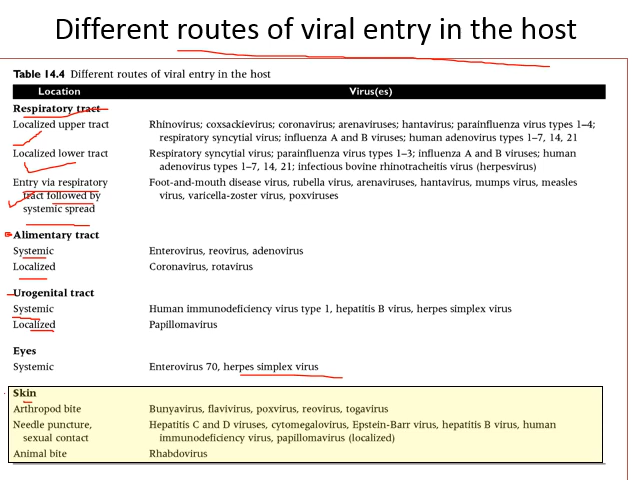 Different routes of viral entry in the host
Table 14.4 Different routes of viral entry in the host
Location Virus(es)
Respiratory tract
Localized upper tract Rhinovirus; coxsackievirus; coronavirus; arenaviruses; hantavirus; parainfluenza virus types 1–4;
respiratory syncytial virus; influenza A and B viruses; human adenovirus types 1–7, 14, 21
Localized lower tract Respiratory syncytial virus; parainfluenza virus types 1–3; influenza A and B viruses; human
adenovirus types 1–7, 14, 21; infectious bovine rhinotracheitis virus (herpesvirus)
Entry via respiratory Foot-and-mouth disease virus, rubella virus, arenaviruses, hantavirus, mumps virus, measles
tract followed by virus, varicella-zoster virus, poxviruses
systemic spread
Alimentary tract
Systemic Enterovirus, reovirus, adenovirus
Localized Coronavirus, rotavirus
Urogenital tract
Systemic Human immunodeficiency virus type 1, hepatitis B virus, herpes simplex virus
Localized Papillomavirus
Eyes
Systemic Enterovirus 70, herpes simplex virus
Skin
Arthropod bite Bunyavirus, flavivirus, poxvirus, reovirus, togavirus
Needle puncture, Hepatitis C and D viruses, cytomegalovirus, Epstein-Barr virus, hepatitis B virus, human
sexual contact immunodeficiency virus, papillomavirus (localized)
Animal bite Rhabdovirus